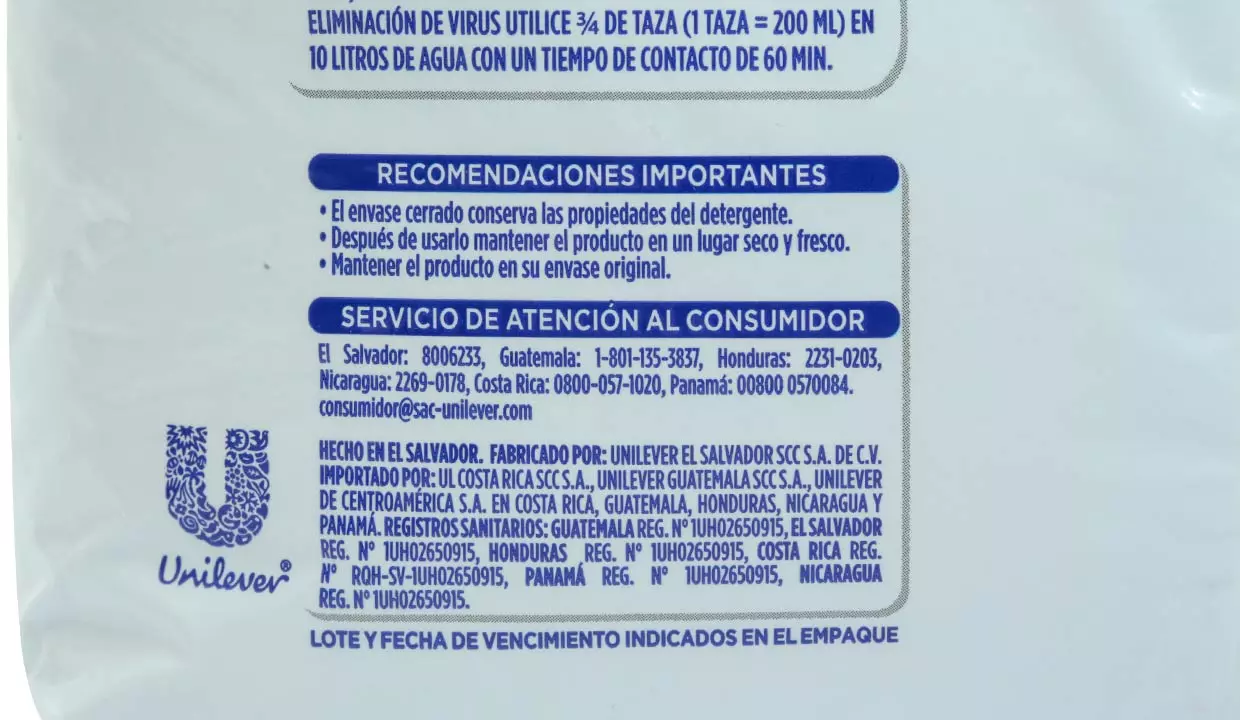 ELIMINACIÓN DE VIRUS UTILICE ¾ DE TAZA (1 TAZA = 200 ML) EN
10 LITROS DE AGUA CON UN TIEMPO DE CONTACTO DE 60 MIN.
RECOMENDACIONES IMPORTANTES
• El envase cerrado conserva las propiedades del detergente.
• Después de usarlo mantener el producto en un lugar seco y fresco.
• Mantener el producto en su envase original.
SERVICIO DE ATENCIÓN AL CONSUMIDOR
El Salvador: 8006233, Guatemala: 1-801-135-3837, Honduras: 2231-0203,
Nicaragua: 2269-0178, Costa Rica: 0800-057-1020, Panamá: 00800 0570084.
consumidor@sac-unilever.com
HECHO EN EL SALVADOR. FABRICADO POR: UNILEVER EL SALVADOR SCC S.A. DE C.V.
IMPORTADO POR: UL COSTA RICA SCC S.A., UNILEVER GUATEMALA SCC S.A., UNILEVER
DE CENTROAMÉRICA S.A. EN COSTA RICA, GUATEMALA, HONDURAS, NICARAGUA Y
PANAMÁ. REGISTROS SANITARIOS: GUATEMALA REG. Nº 1UH02650915, EL SALVADOR
REG. Nº 1UH02650915, HONDURAS REG. Nº 1UH02650915, COSTA RICA REG.
Nº RQH-SV-1UH02650915, PANAMÁ REG. Nº 1UH02650915, NICARAGUA
REG. Nº 1UH02650915.
Unilever®
LOTE Y FECHA DE VENCIMIENTO INDICADOS EN EL EMPAQUE